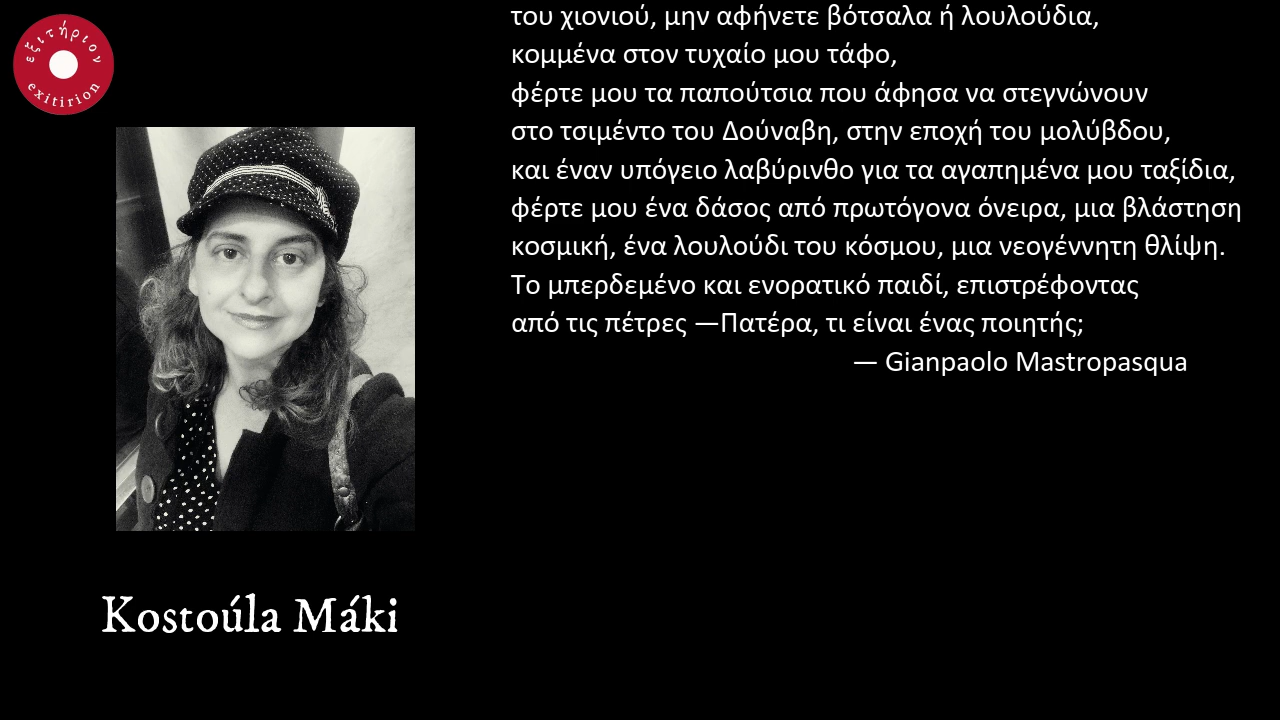 εξιτήριον
exitirion
του χιονιού, μην αφήνετε βότσαλα ή λουλούδια,
κομμένα στον τυχαίο μου τάφο,
φέρτε μου τα παπούτσια που άφησα να στεγνώνουν
στο τσιμέντο του Δούναβη, στην εποχή του μολύβδου,
και έναν υπόγειο λαβύρινθο για τα αγαπημένα μου ταξίδια,
φέρτε μου ένα δάσος από πρωτόγονα όνειρα, μια βλάστηση
κοσμική, ένα λουλούδι του κόσμου, μια νεογέννητη θλίψη.
Το μπερδεμένο και ενορατικό παιδί, επιστρέφοντας
από τις πέτρες —Πατέρα, τι είναι ένας ποιητής;
— Gianpaolo Mastropasqua
Kostoúla Máki